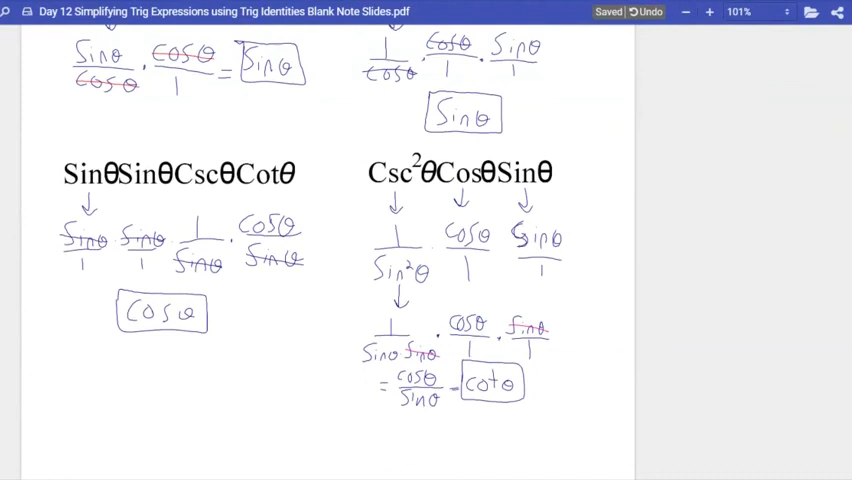 Day 12 Simplifying Trig Expressions using Trig Identities Blank Note Slides.pdf
Saved Undo
101%
Sinθ/cosθ · cosθ/1 = Sinθ
1/cosθ · cosθ/1 · Sinθ/1
Sinθ
SinθSinθCscθCotθ
Sinθ/1 · Sinθ/1 · 1/Sinθ · cosθ/Sinθ
Cosθ
Csc²θCosθSinθ
1/Sin²θ · cosθ/1 · Sinθ/1
1/Sinθ Sinθ · cosθ/1 · Sinθ/1
= cosθ/Sinθ = cotθ